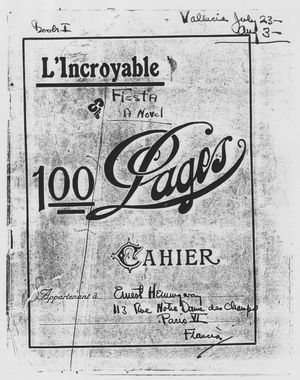 Book I
Valencia July 23-
Aug 3-
L'Incroyable
Fiesta
A Novel
100 Pages
CAHIER
Appartenant à Ernest Hemingway
113 Rue Notre Dame des Champs
Paris VI
France